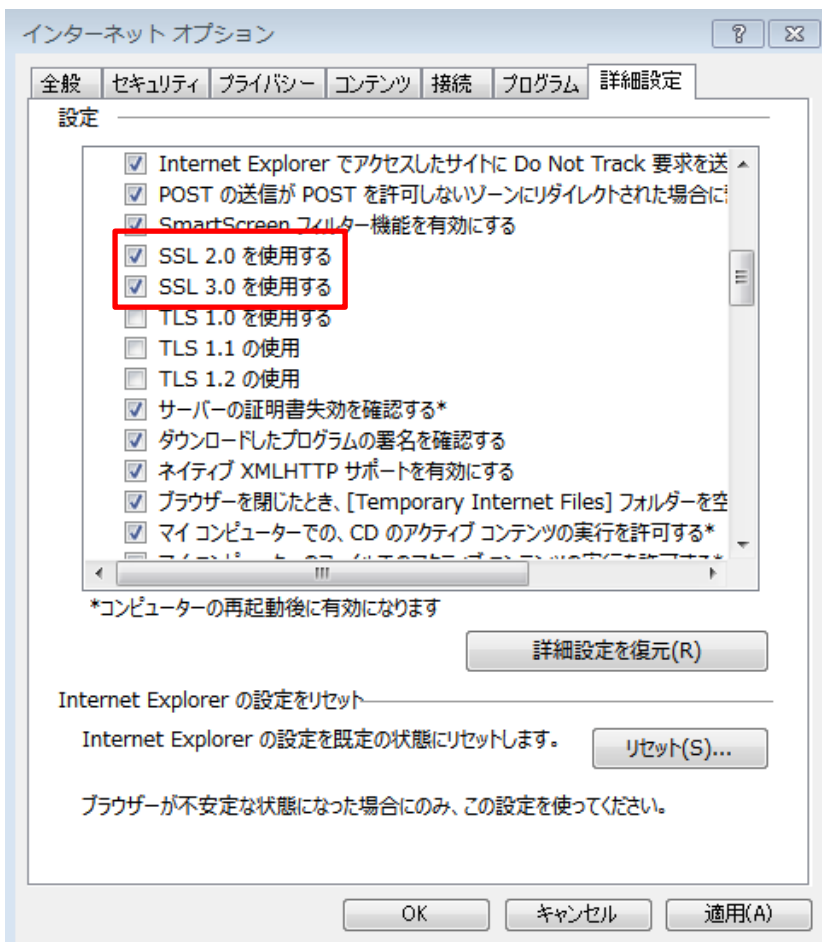 インターネット オプション
全般 セキュリティ プライバシー コンテンツ 接続 プログラム 詳細設定
設定
Internet Explorer でアクセスしたサイトに Do Not Track 要求を送
POST の送信が POST を許可しないゾーンにリダイレクトされた場合に
SmartScreen フィルター機能を有効にする
SSL 2.0 を使用する
SSL 3.0 を使用する
TLS 1.0 を使用する
TLS 1.1 の使用
TLS 1.2 の使用
サーバーの証明書失効を確認する*
ダウンロードしたプログラムの署名を確認する
ネイティブ XMLHTTP サポートを有効にする
ブラウザーを閉じたとき、[Temporary Internet Files] フォルダーを空
マイ コンピューターでの、CD のアクティブ コンテンツの実行を許可する*
*コンピューターの再起動後に有効になります
詳細設定を復元(R)
Internet Explorer の設定をリセット
Internet Explorer の設定を既定の状態にリセットします。
リセット(S)...
ブラウザーが不安定な状態になった場合にのみ、この設定を使ってください。
OK キャンセル 適用(A)